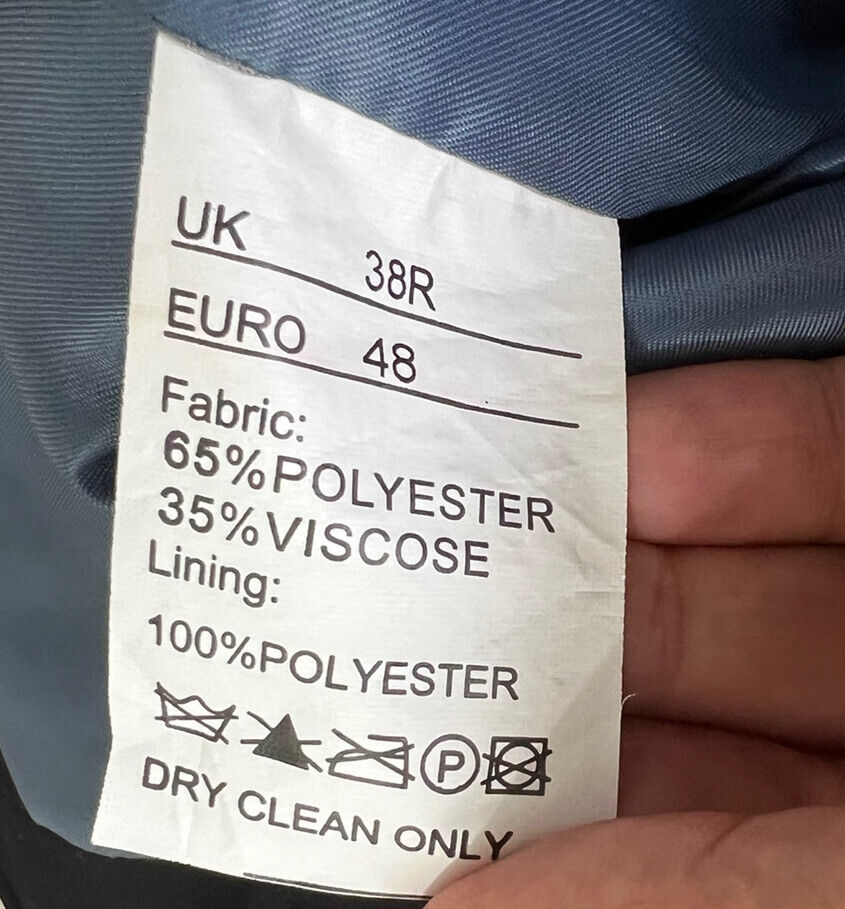 UK 38R
EURO 48
Fabric:
65%POLYESTER
35%VISCOSE
Lining:
100%POLYESTER
P
DRY CLEAN ONLY